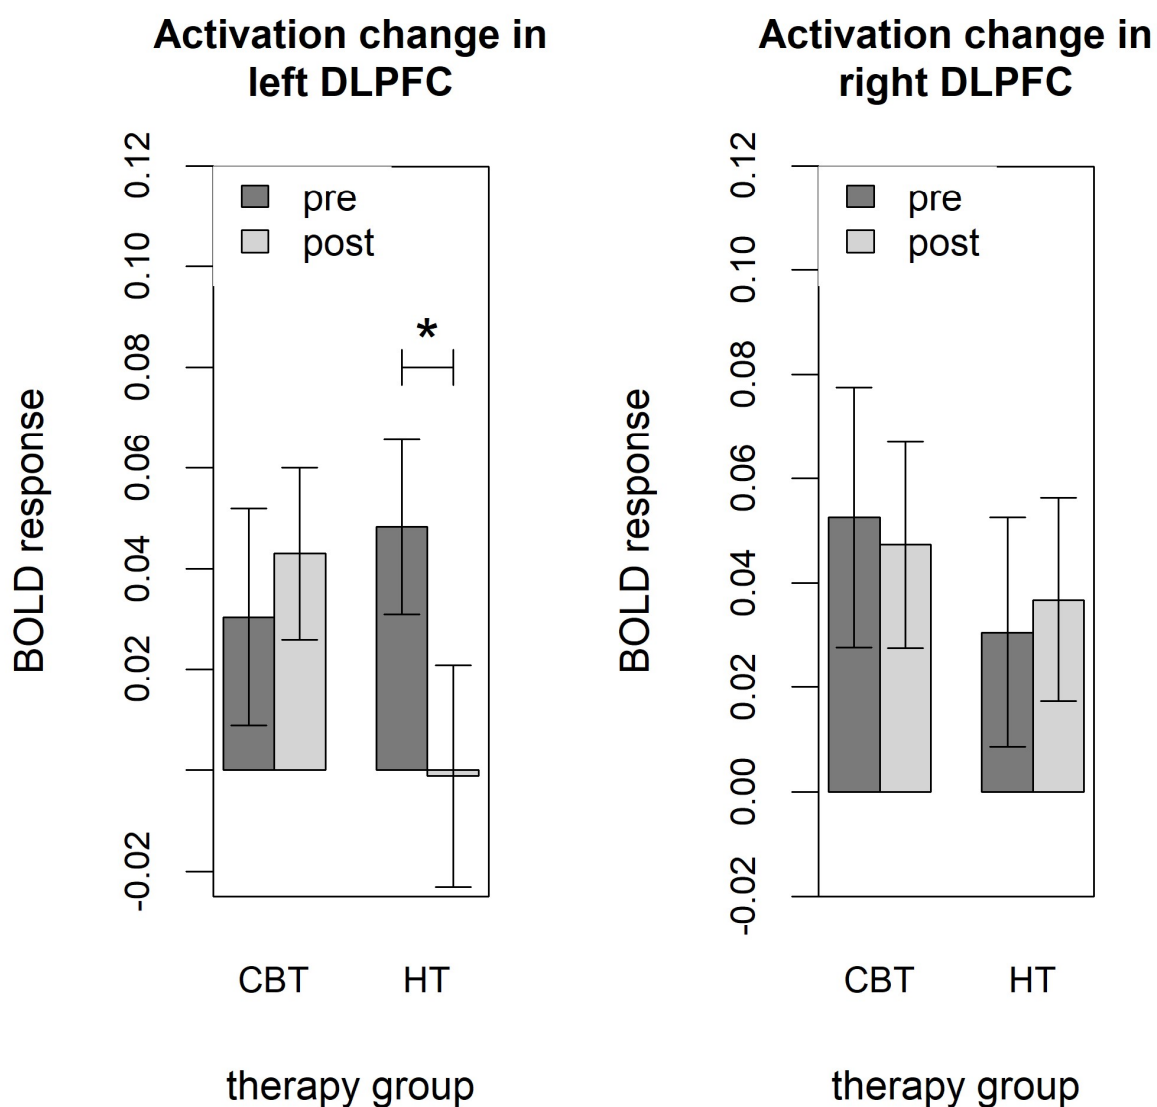 Activation change in
left DLPFC
0.12
0.10
0.08
0.06
0.04
0.02
-0.02
BOLD response
pre
post
*
CBT HT
therapy group
Activation change in
right DLPFC
0.12
0.10
0.08
0.06
0.04
0.02
0.00
-0.02
BOLD response
pre
post
CBT HT
therapy group